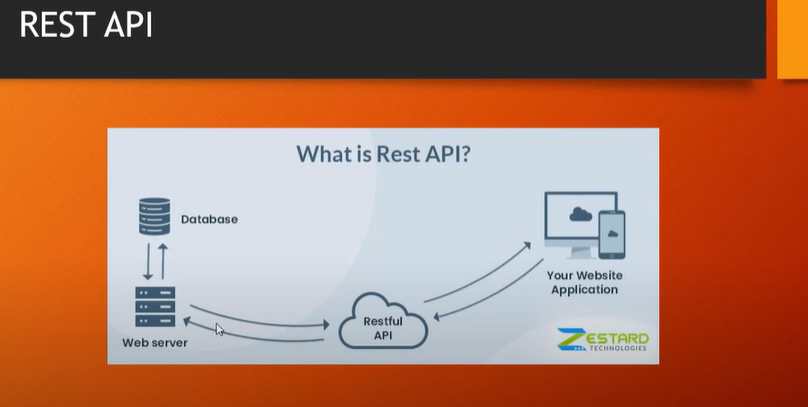 REST API
What is Rest API?
Database
Web server
Restful
API
Your Website
Application
ZESTARD
TECHNOLOGIES